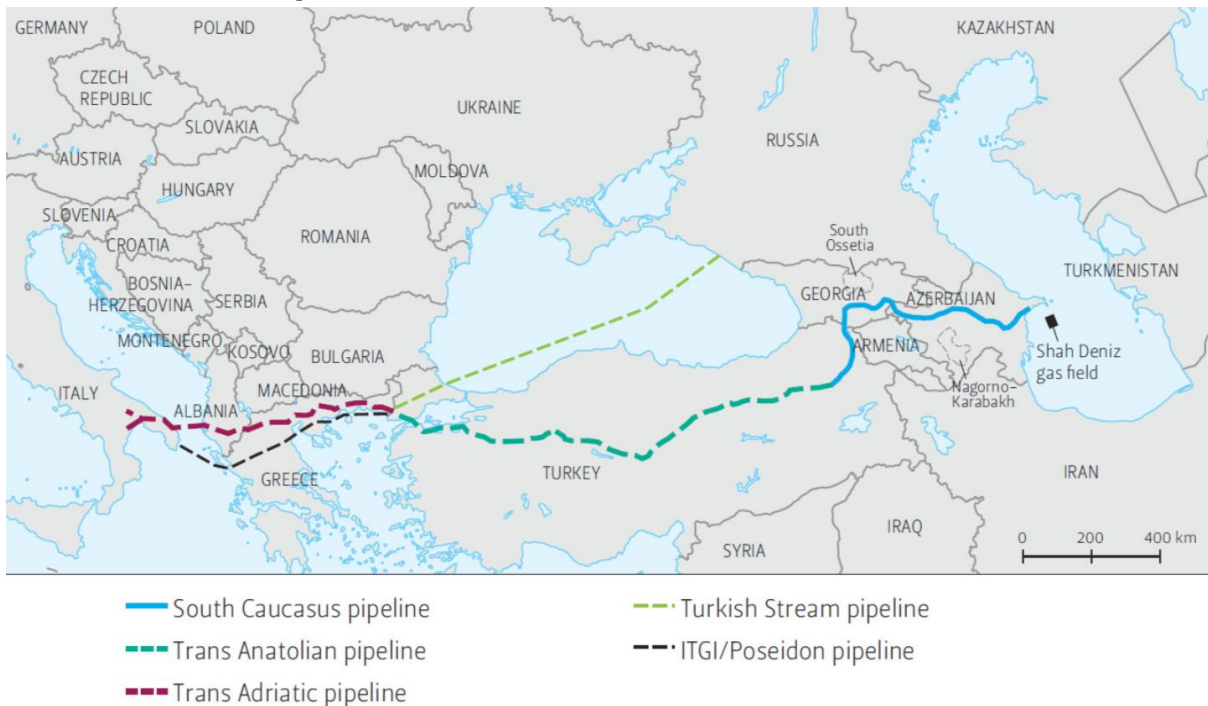 GERMANY
POLAND
KAZAKHSTAN
CZECH
REPUBLIC
UKRAINE
SLOVAKIA
RUSSIA
AUSTRIA
MOLDOVA
HUNGARY
SLOVENIA
ROMANIA
CROATIA
South
Ossetia
BOSNIA–
HERZEGOVINA
SERBIA
TURKMENISTAN
GEORGIA
AZERBAIJAN
MONTENEGRO
KOSOVO
BULGARIA
ARMENIA
Shah Deniz
gas field
MACEDONIA
Nagorno–
Karabakh
ITALY
ALBANIA
GREECE
TURKEY
IRAN
IRAQ
SYRIA
0 200 400 km
South Caucasus pipeline
Trans Anatolian pipeline
Trans Adriatic pipeline
Turkish Stream pipeline
ITGI/Poseidon pipeline